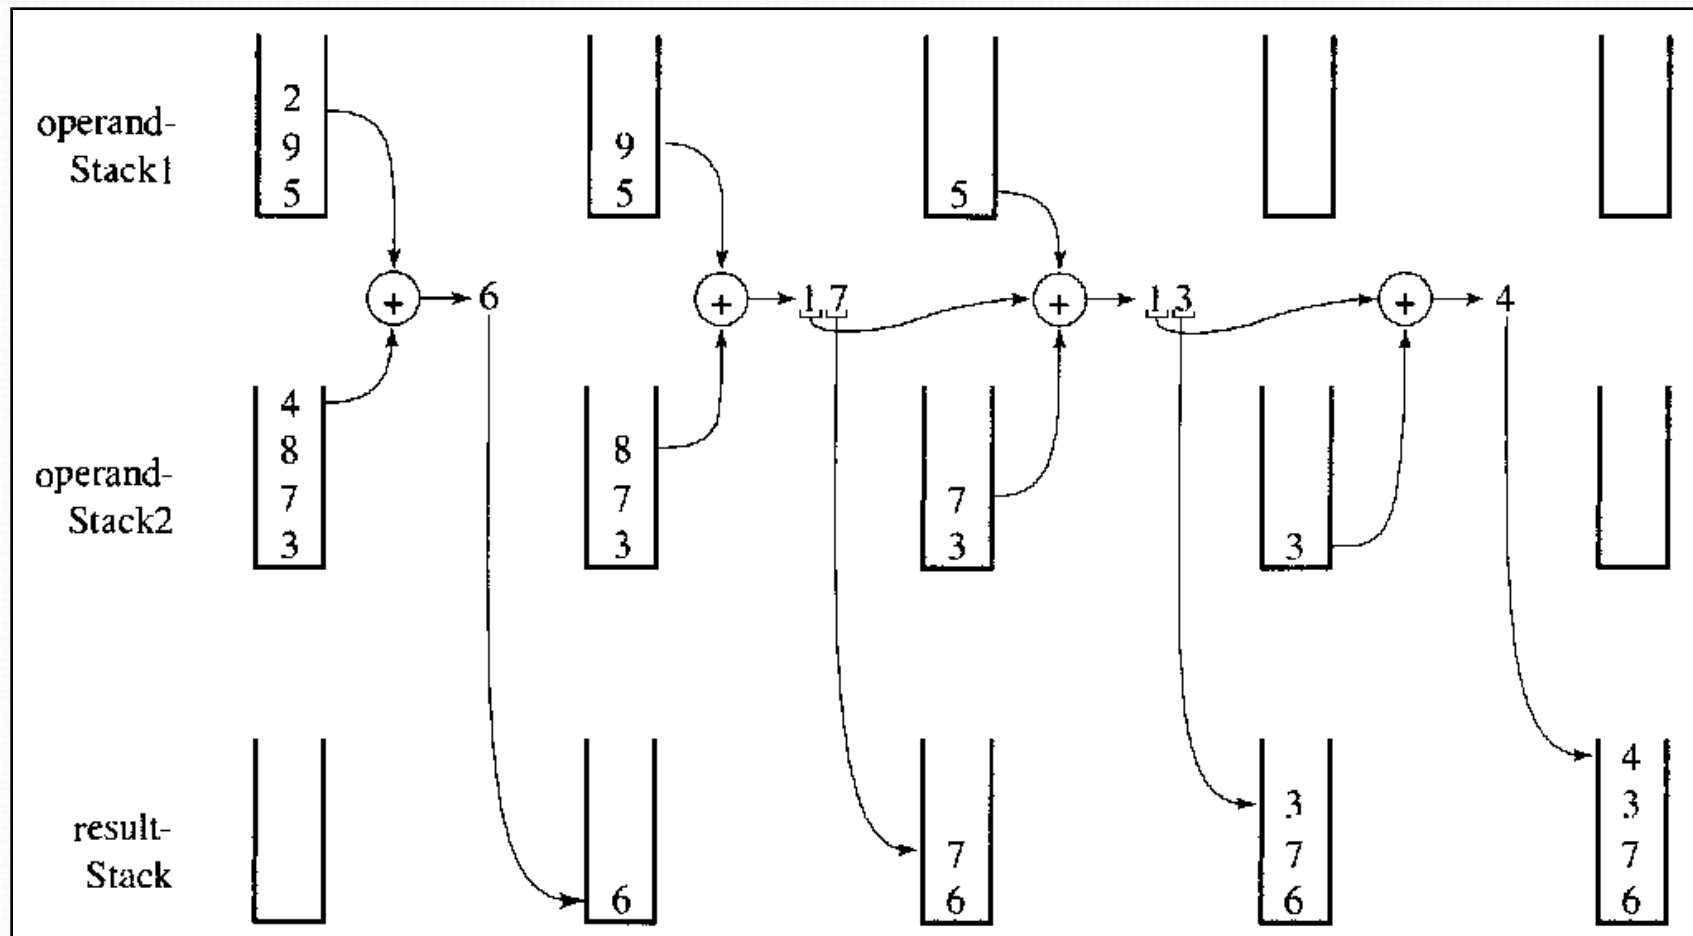 operand-
Stack1
2 9 5
9 5
5
+ 6
+ 17
+ 13
+ 4
operand-
Stack2
4 8 7 3
8 7 3
7 3
3
result-
Stack
6
7 6
3 7 6
4 3 7 6